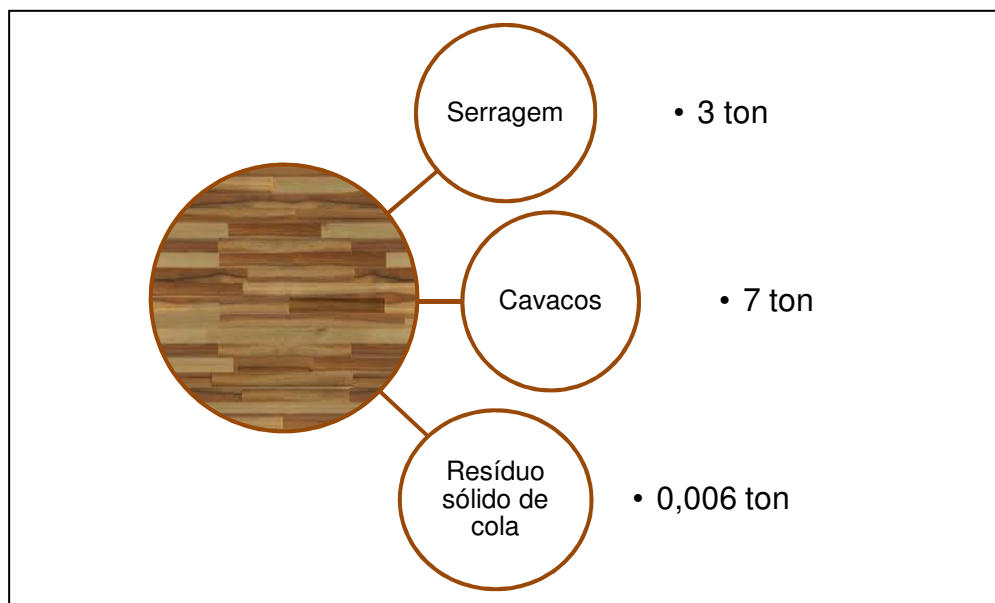 Serragem
• 3 ton
Cavacos
• 7 ton
Resíduo
sólido de
cola
• 0,006 ton